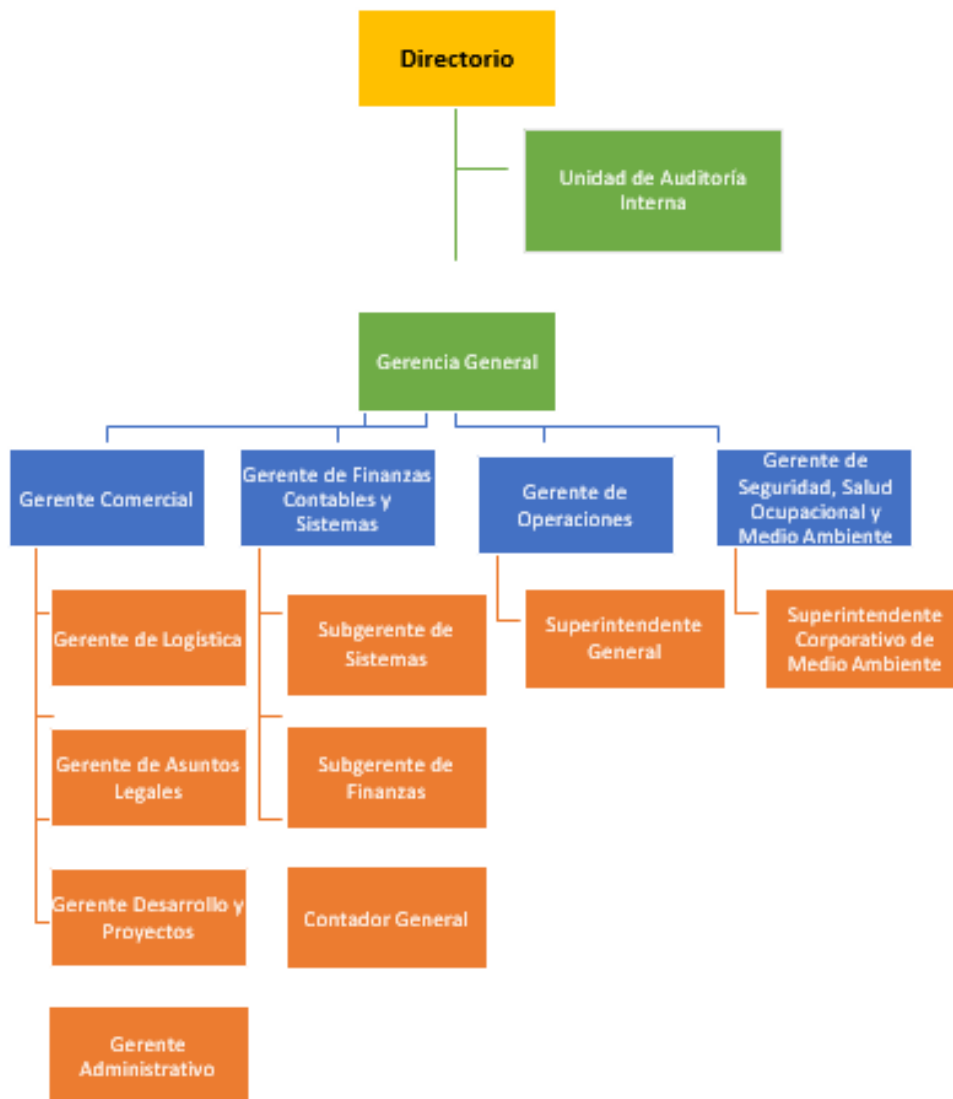 Directorio
Unidad de Auditoría
Interna
Gerencia General
Gerente Comercial
Gerente de Finanzas
Contables y
Sistemas
Gerente de
Operaciones
Gerente de
Seguridad, Salud
Ocupacional y
Medio Ambiente
Gerente de Logística
Subgerente de
Sistemas
Superintendente
General
Superintendente
Corporativo de
Medio Ambiente
Gerente de Asuntos
Legales
Subgerente de
Finanzas
Gerente Desarrollo y
Proyectos
Contador General
Gerente
Administrativo